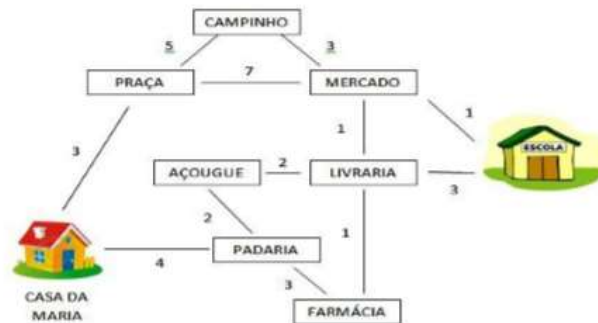 CAMPINHO
5
3
PRAÇA
7
MERCADO
1
3
1
ESCOLA
AÇOUGUE
2
LIVRARIA
3
2
1
PADARIA
4
3
CASA DA
MARIA
FARMÁCIA